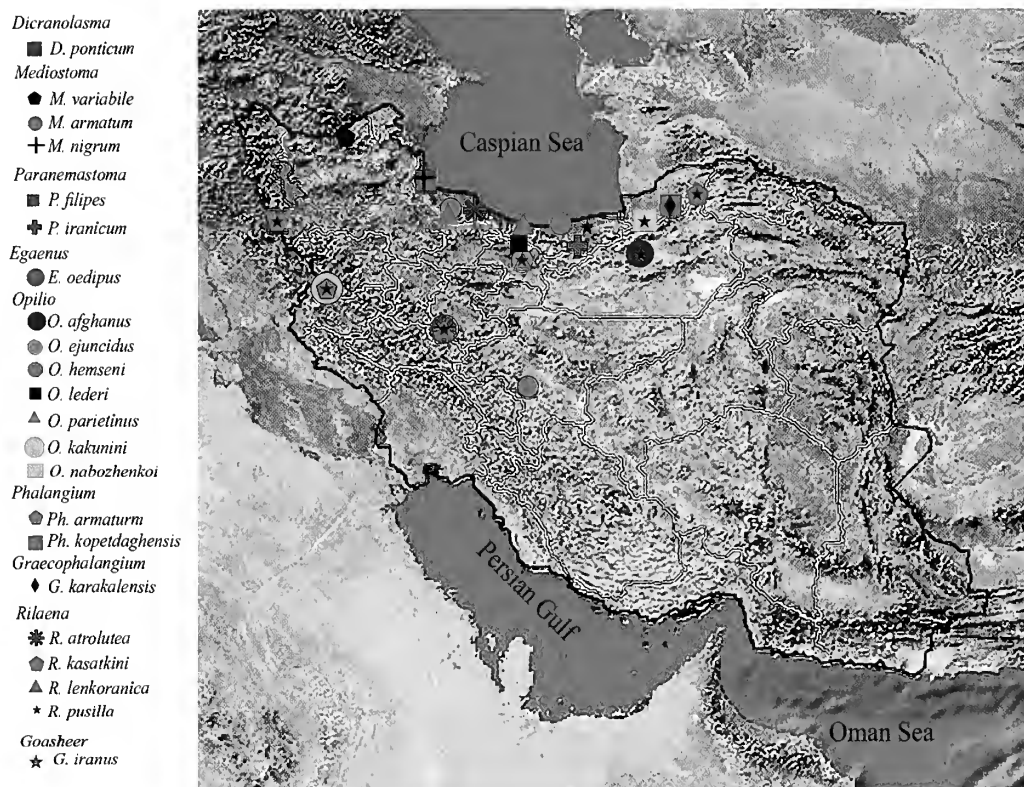 Dicranolasma
D. ponticum
Mediostoma
M. variabile
M. armatum
M. nigrum
Paranemastoma
P. filipes
P. iranicum
Egaenus
E. oedipus
Opilio
O. afghanus
O. ejuncidus
O. hemseni
O. lederi
O. parietinus
O. kakunini
O. nabozhenkoi
Phalangium
Ph. armaturm
Ph. kopetdaghensis
Graecophalangium
G. karakalensis
Rilaena
R. atrolutea
R. kasatkini
R. lenkoranica
R. pusilla
Goasheer
G. iranus
Caspian Sea
Persian Gulf
Oman Sea